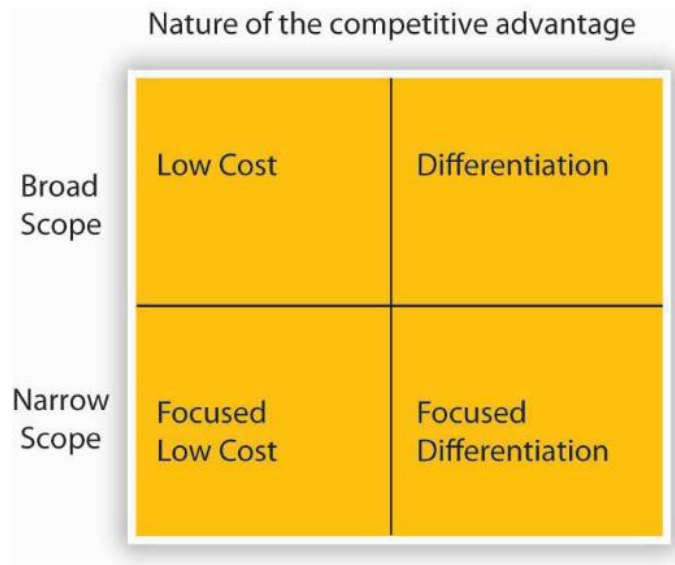 Nature of the competitive advantage
Broad
Scope
Low Cost
Differentiation
Narrow
Scope
Focused
Low Cost
Focused
Differentiation